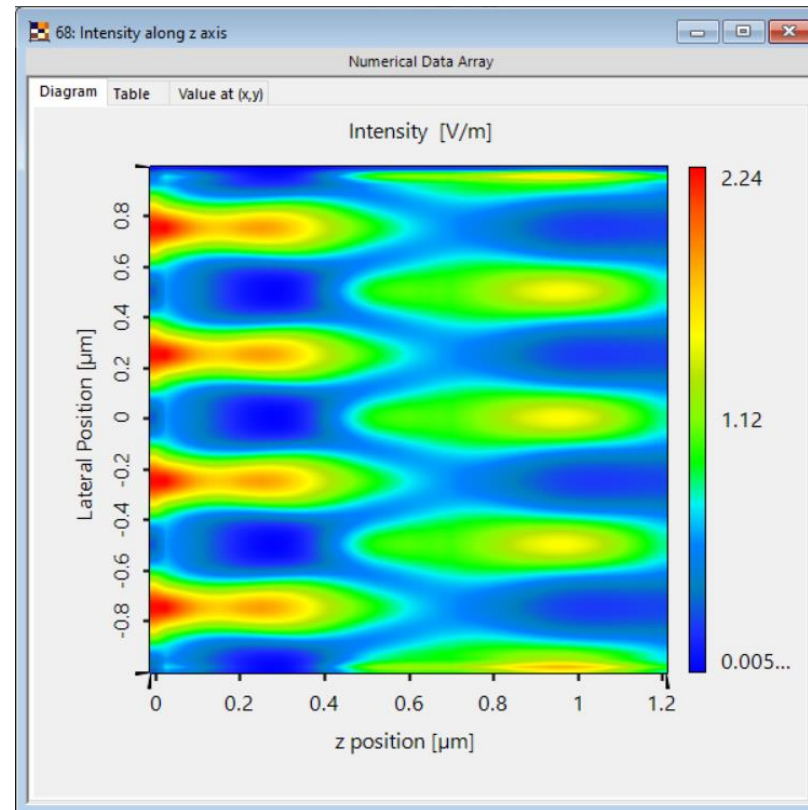 68: Intensity along z axis
Numerical Data Array
Diagram Table Value at (x,y)
Intensity [V/m]
2.24
1.12
0.005...
Lateral Position [µm]
0.8
0.6
0.4
0.2
0
-0.2
-0.4
-0.6
-0.8
0 0.2 0.4 0.6 0.8 1 1.2
z position [µm]